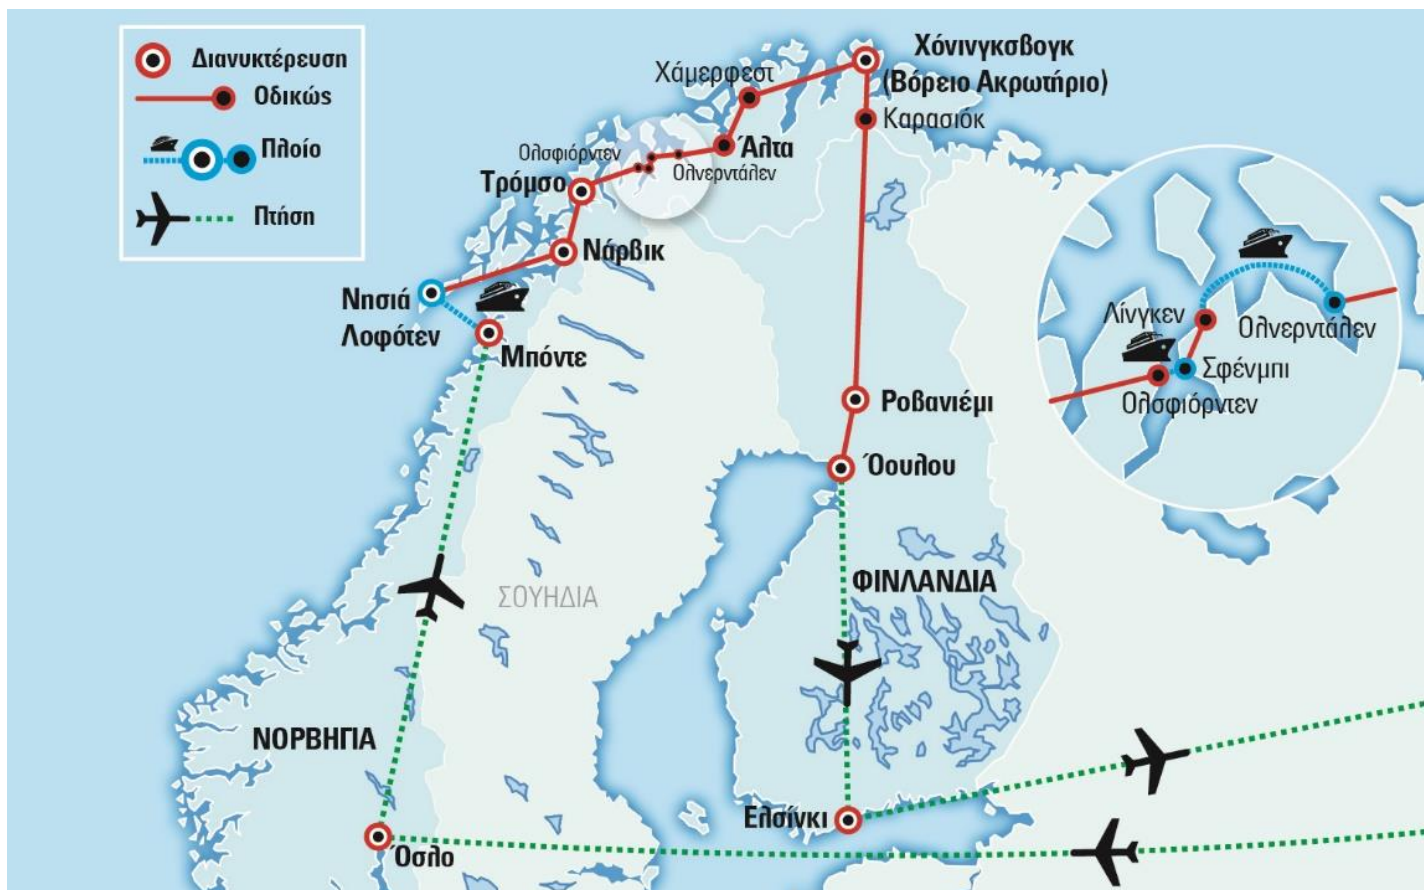 Διανυκτέρευση
Οδικώς
Πλοίο
Πτήση
Χόνινγκσβογκ
(Βόρειο Ακρωτήριο)
Χάμερφεστ
Καρασιόκ
Άλτα
Ολσφιόρντεν
Ολνερντάλεν
Τρόμσο
Νάρβικ
Νησιά
Λοφότεν
Μπόντε
Λίνγκεν
Ολνερντάλεν
Σφένμπι
Ολσφιόρντεν
Ροβανιέμι
Όουλου
ΣΟΥΗΔΙΑ
ΦΙΝΛΑΝΔΙΑ
ΝΟΡΒΗΓΙΑ
Ελσίνκι
Όσλο